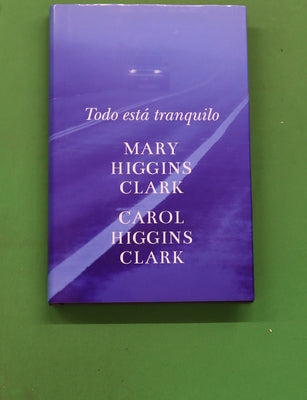 Todo está tranquilo
MARY
HIGGINS
CLARK
CAROL
HIGGINS
CLARK